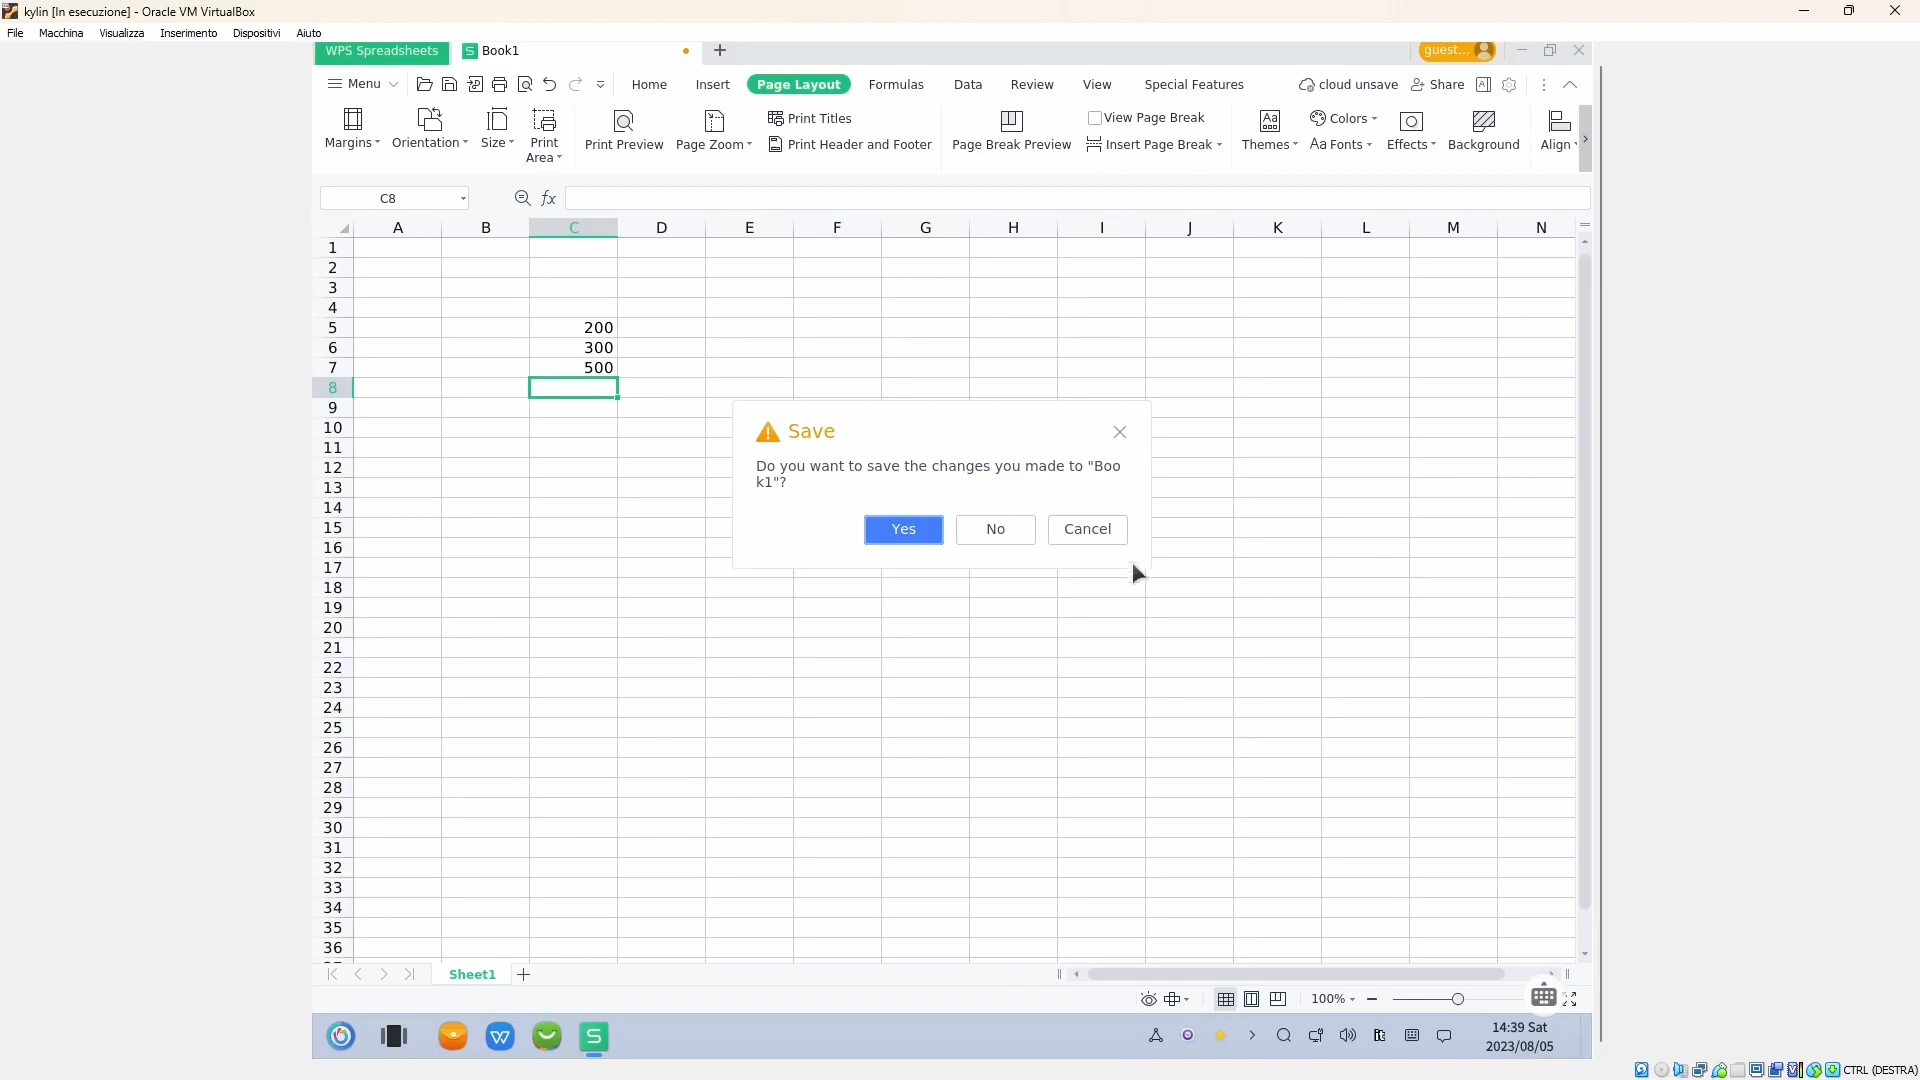 kylin [In esecuzione] - Oracle VM VirtualBox
File Macchina Visualizza Inserimento Dispositivi Aiuto
WPS Spreadsheets S Book1 guest...
Menu Home Insert Page Layout Formulas Data Review View Special Features cloud unsave Share
Margins Orientation Size Print Area Print Preview Page Zoom Print Titles Print Header and Footer Page Break Preview View Page Break Insert Page Break Themes Colors Fonts Effects Background Align
C8 fx
A B C D E F G H I J K L M N
1
2
3
4
5 200
6 300
7 500
8
9
10
11
12
13
14
15
16
17
18
19
20
21
22
23
24
25
26
27
28
29
30
31
32
33
34
35
36
Save
Do you want to save the changes you made to "Boo
k1"?
Yes No Cancel
Sheet1
100%
it 14:39 Sat
2023/08/05
CTRL (DESTRA)